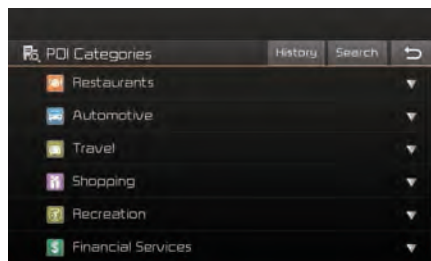 POI Categories History Search
Restaurants
Automotive
Travel
Shopping
Recreation
Financial Services